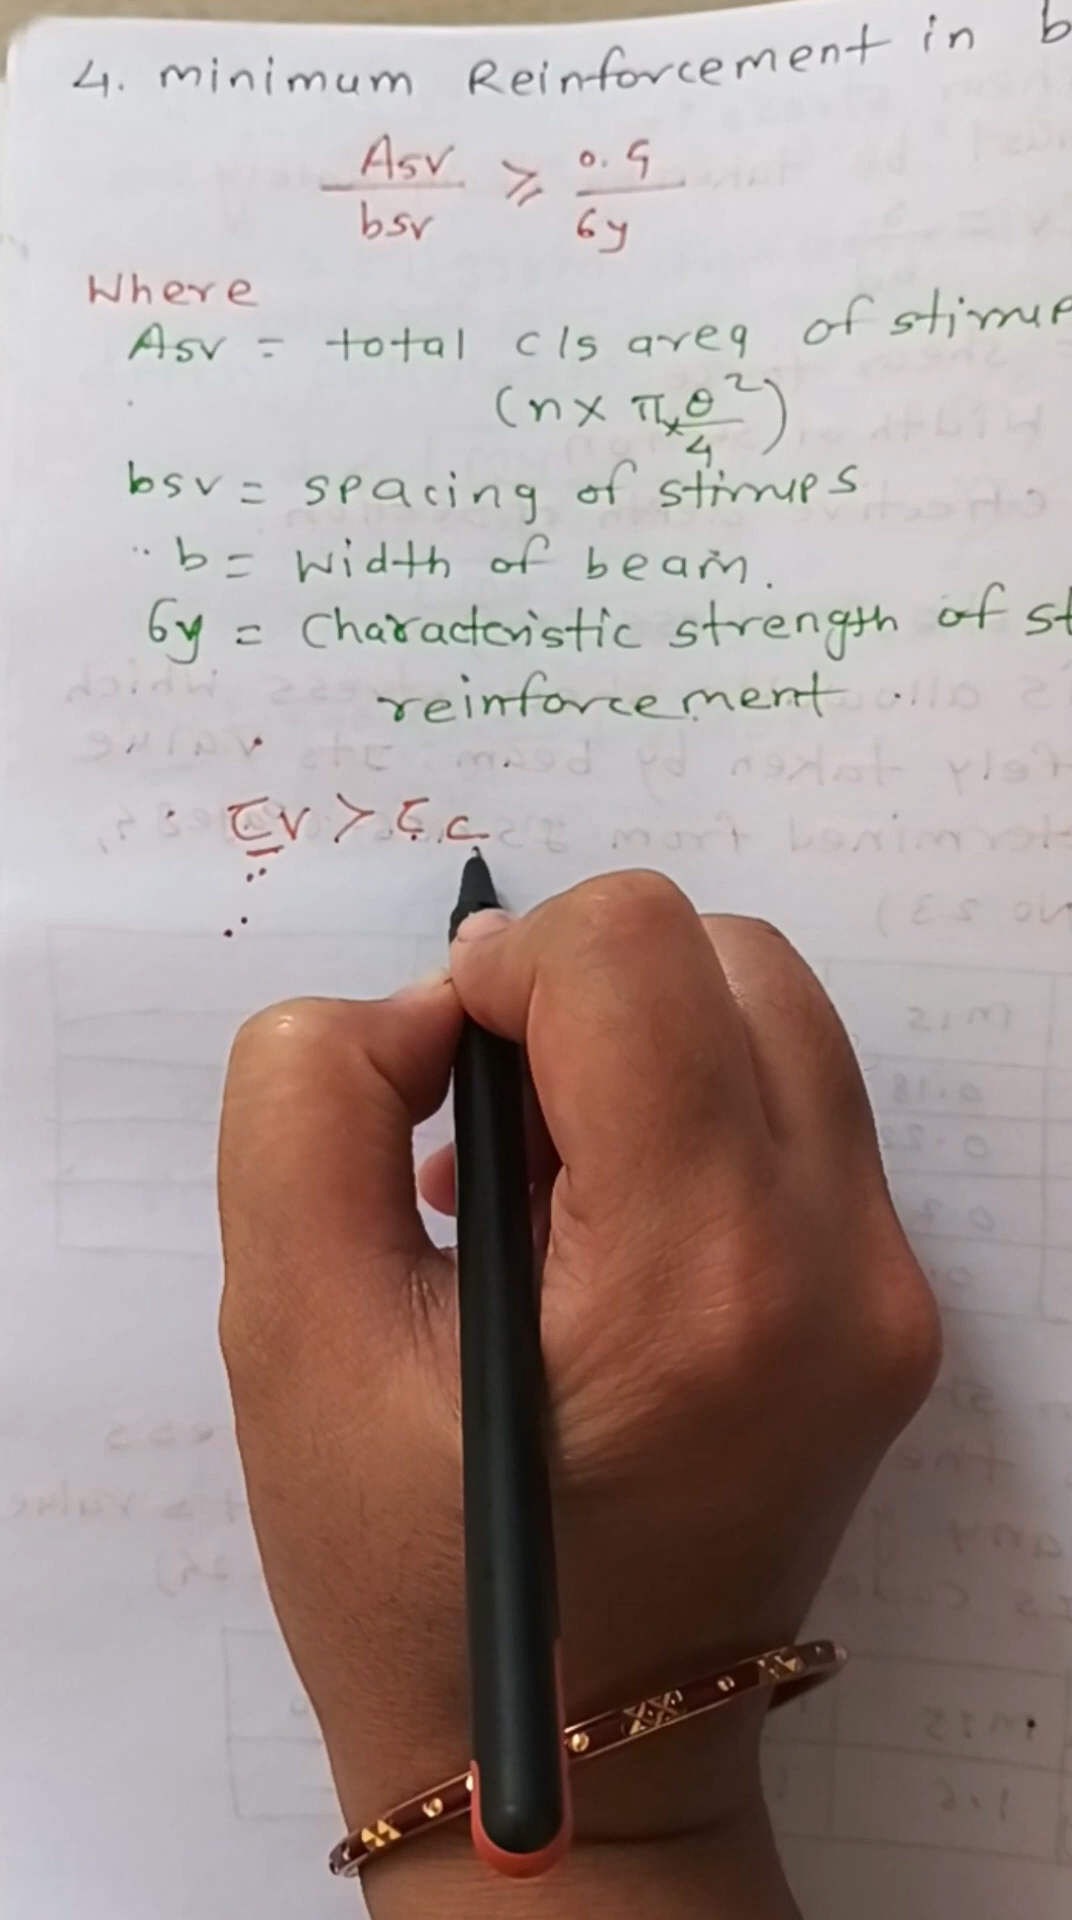 4. minimum Reinforcement in b
Asv / bsv ≥ 0.4 / 6y
Where
Asv = total c/s area of stirrup
(n x π x θ² / 4)
bsv = spacing of stirrups
b = width of beam.
6y = Characteristic strength of st
reinforcement
τv > τc